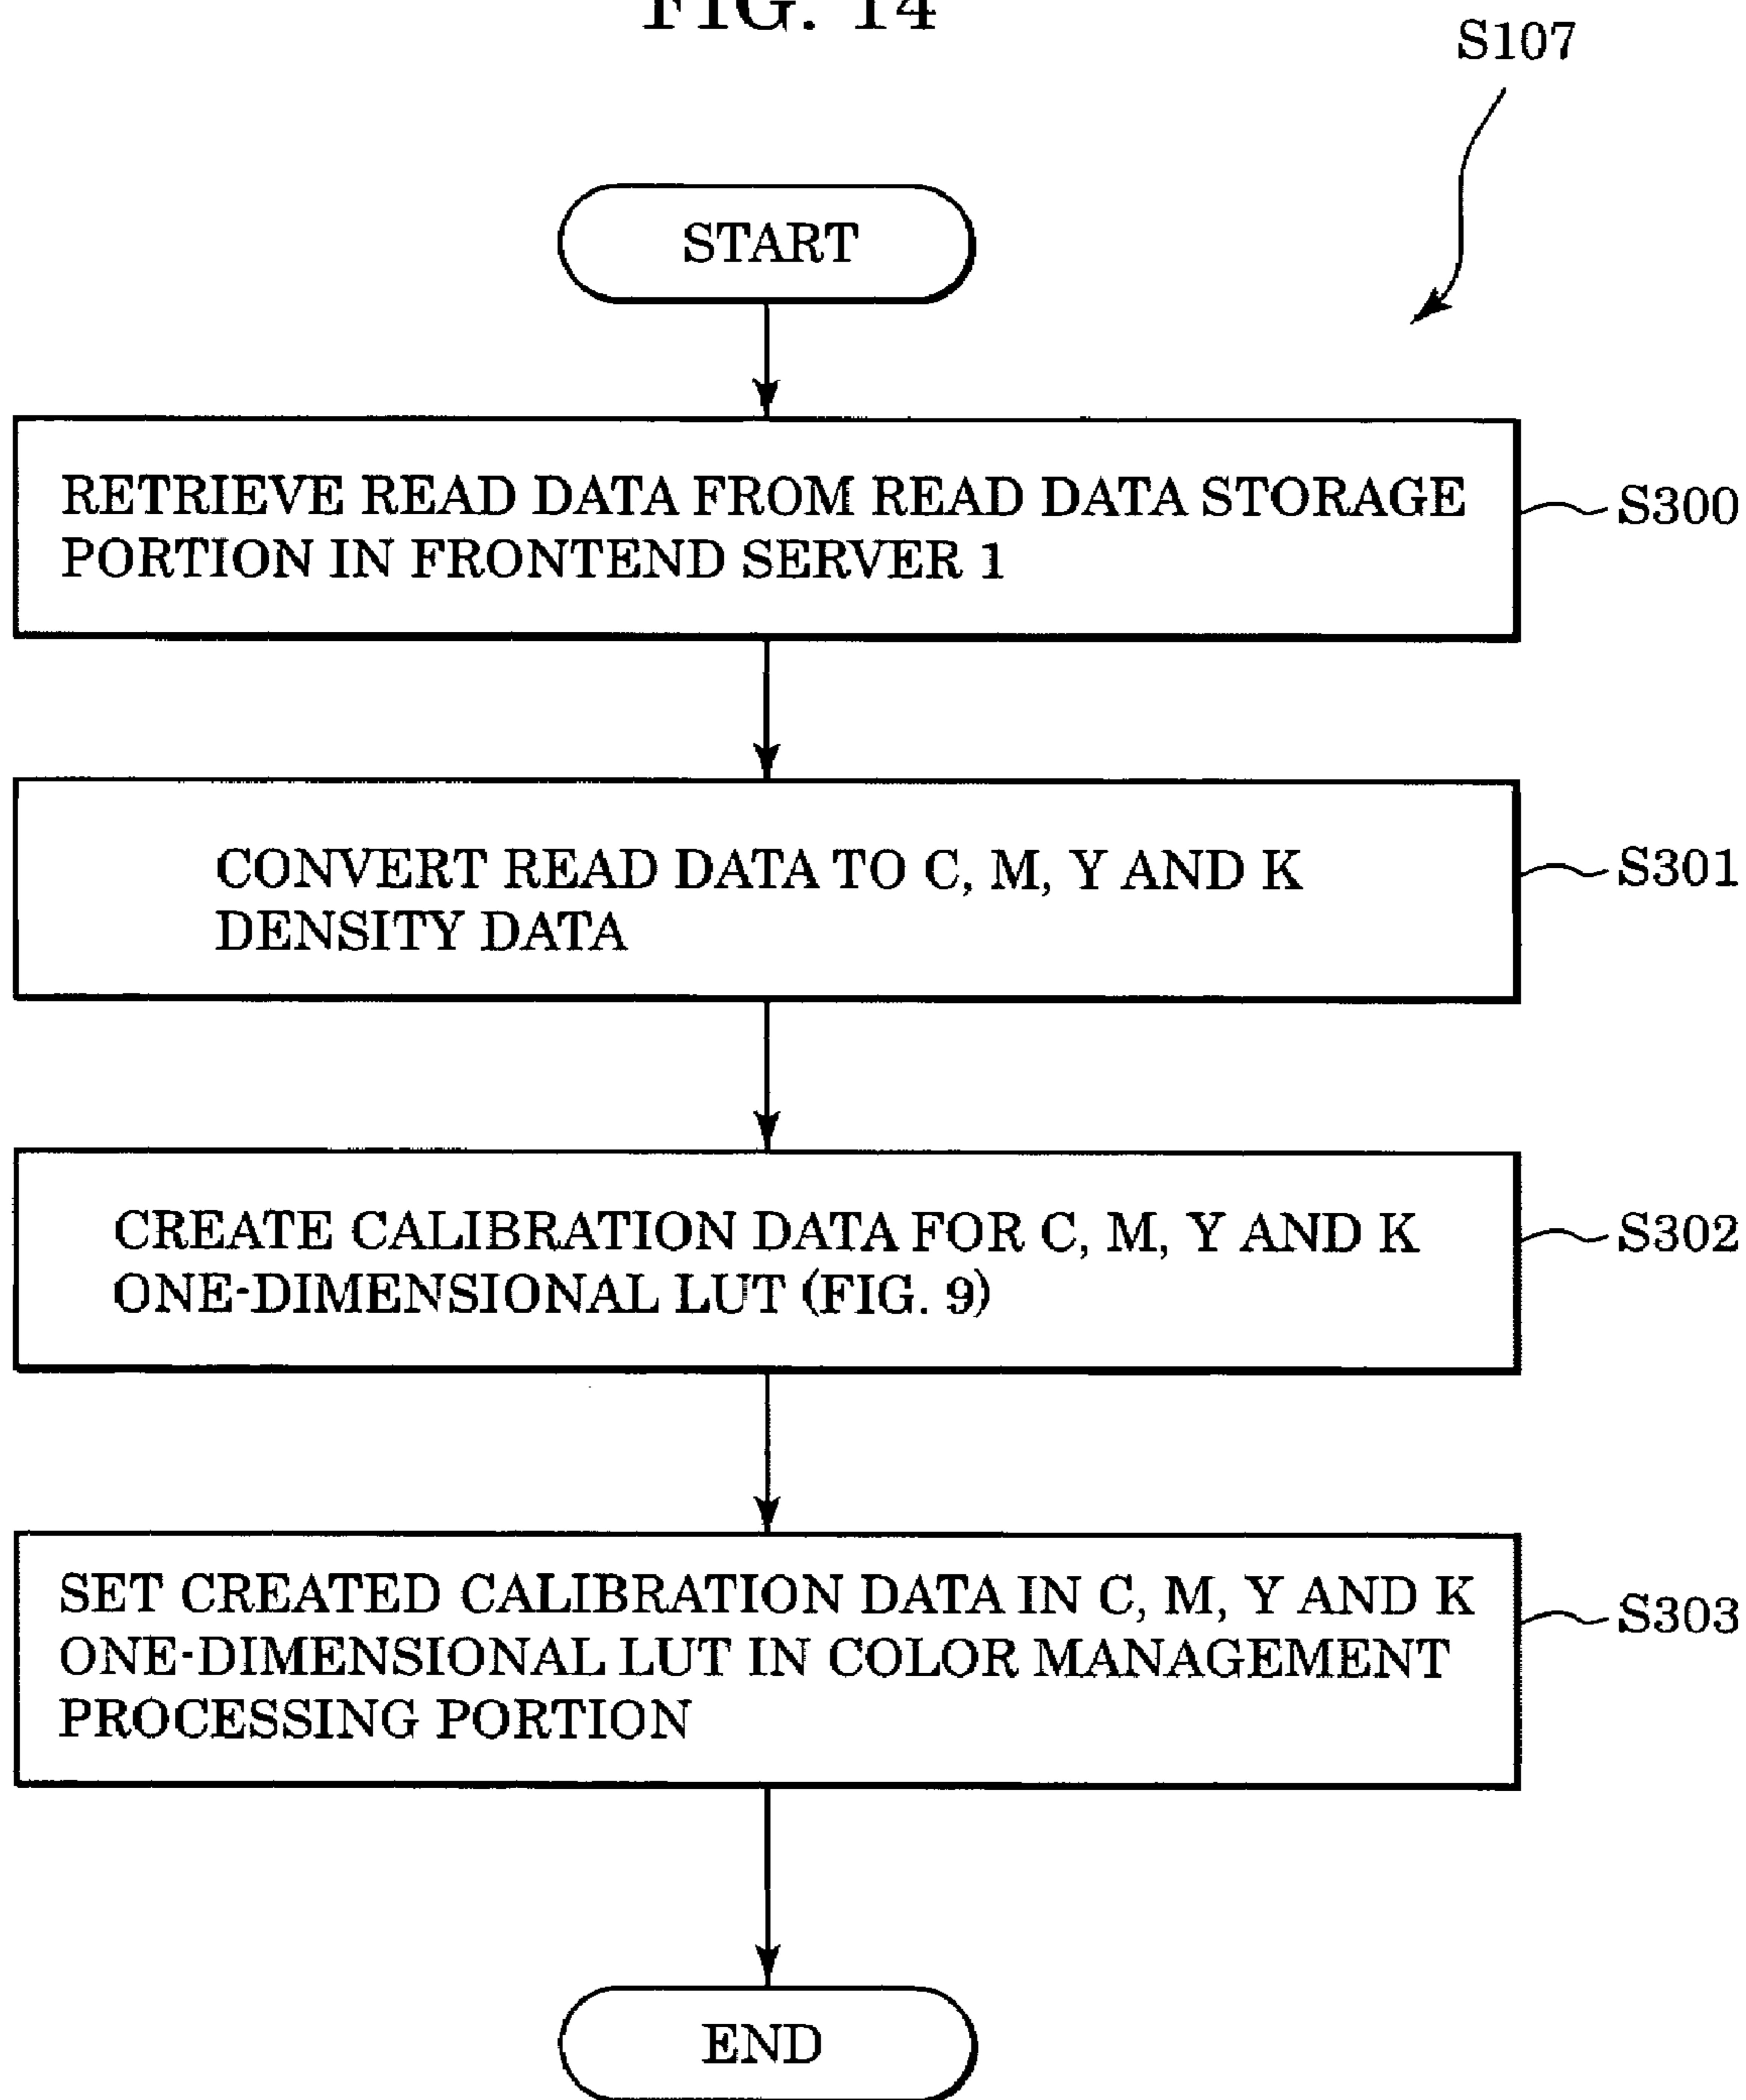 FIG. 14
S107
START
RETRIEVE READ DATA FROM READ DATA STORAGE
PORTION IN FRONTEND SERVER 1
S300
CONVERT READ DATA TO C, M, Y AND K
DENSITY DATA
S301
CREATE CALIBRATION DATA FOR C, M, Y AND K
ONE-DIMENSIONAL LUT (FIG. 9)
S302
SET CREATED CALIBRATION DATA IN C, M, Y AND K
ONE-DIMENSIONAL LUT IN COLOR MANAGEMENT
PROCESSING PORTION
S303
END